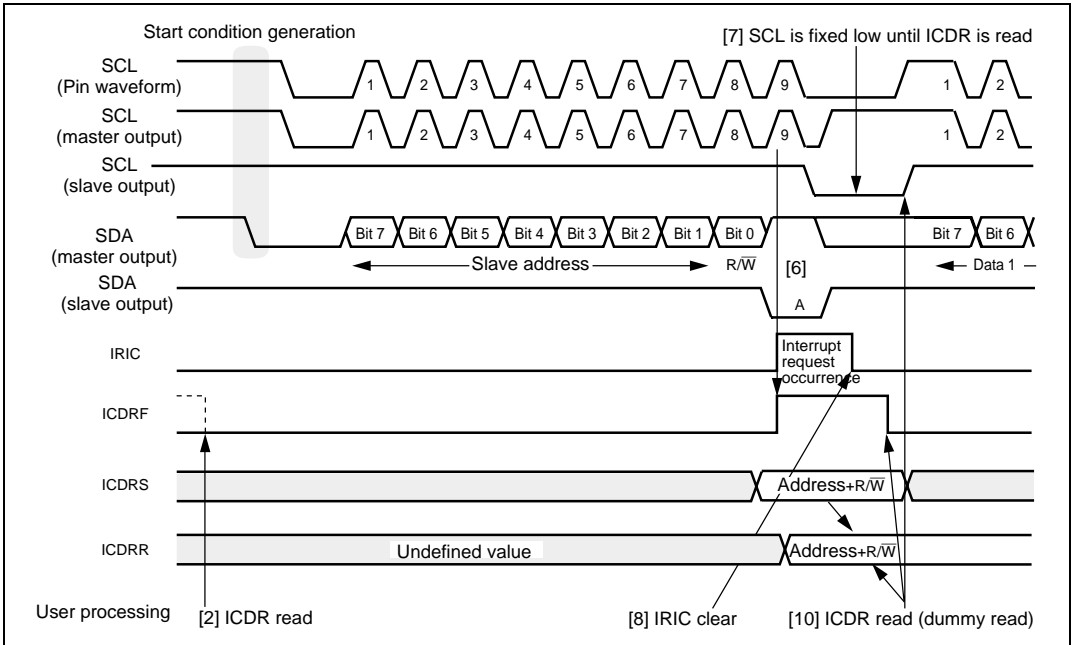 Start condition generation
[7] SCL is fixed low until ICDR is read
SCL
(Pin waveform)
1 2 3 4 5 6 7 8 9 1 2
SCL
(master output)
1 2 3 4 5 6 7 8 9 1 2
SCL
(slave output)
SDA
(master output)
Bit 7 Bit 6 Bit 5 Bit 4 Bit 3 Bit 2 Bit 1 Bit 0 Bit 7 Bit 6
Slave address R/W̅ [6] Data 1
SDA
(slave output)
A
IRIC
Interrupt
request
occurrence
ICDRF
ICDRS
Address+R/W̅
ICDRR
Undefined value
Address+R/W̅
User processing
[2] ICDR read
[8] IRIC clear
[10] ICDR read (dummy read)